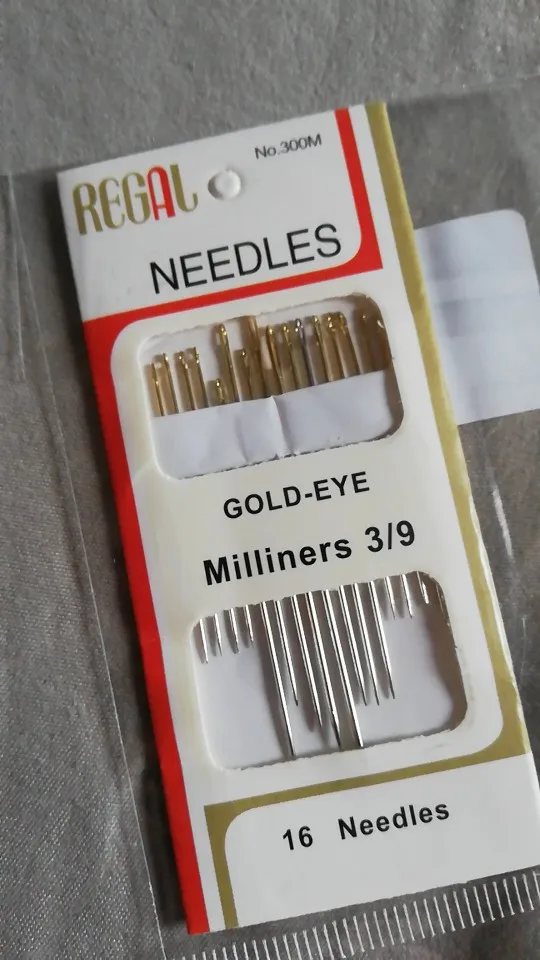 No.300M
REGAL
NEEDLES
GOLD-EYE
Milliners 3/9
16 Needles